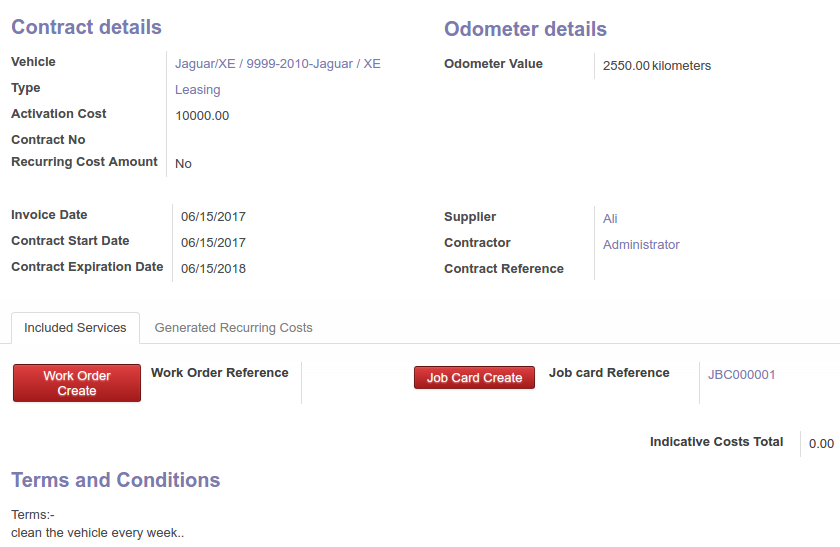 Contract details
Vehicle Jaguar/XE / 9999-2010-Jaguar / XE
Type Leasing
Activation Cost 10000.00
Contract No
Recurring Cost Amount No
Odometer details
Odometer Value 2550.00 kilometers
Invoice Date 06/15/2017
Contract Start Date 06/15/2017
Contract Expiration Date 06/15/2018
Supplier Ali
Contractor Administrator
Contract Reference
Included Services Generated Recurring Costs
Work Order
Create
Work Order Reference
Job Card Create
Job card Reference JBC000001
Indicative Costs Total 0.00
Terms and Conditions
Terms:-
clean the vehicle every week..